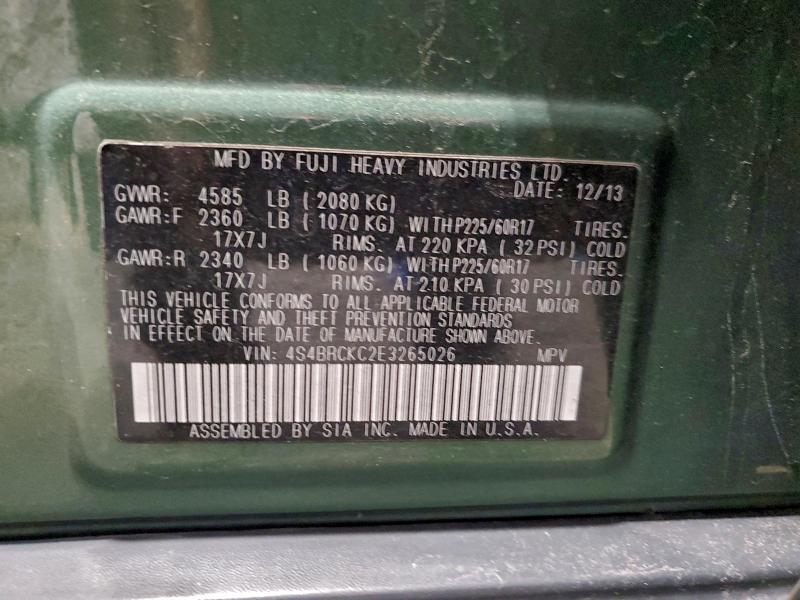 MFD BY FUJI HEAVY INDUSTRIES LTD.
DATE: 12/13
GVWR: 4585 LB ( 2080 KG)
GAWR:F 2360 LB ( 1070 KG) WITH P225/60R17 TIRES.
17X7J RIMS. AT 220 KPA ( 32 PSI) COLD
GAWR:R 2340 LB ( 1060 KG) WITH P225/60R17 TIRES.
17X7J RIMS. AT 210 KPA ( 30 PSI) COLD
THIS VEHICLE CONFORMS TO ALL APPLICABLE FEDERAL MOTOR
VEHICLE SAFETY AND THEFT PREVENTION STANDARDS
IN EFFECT ON THE DATE OF MANUFACTURE SHOWN ABOVE.
VIN: 4S4BRCKC2E3265026 MPV
ASSEMBLED BY SIA INC. MADE IN U.S.A.